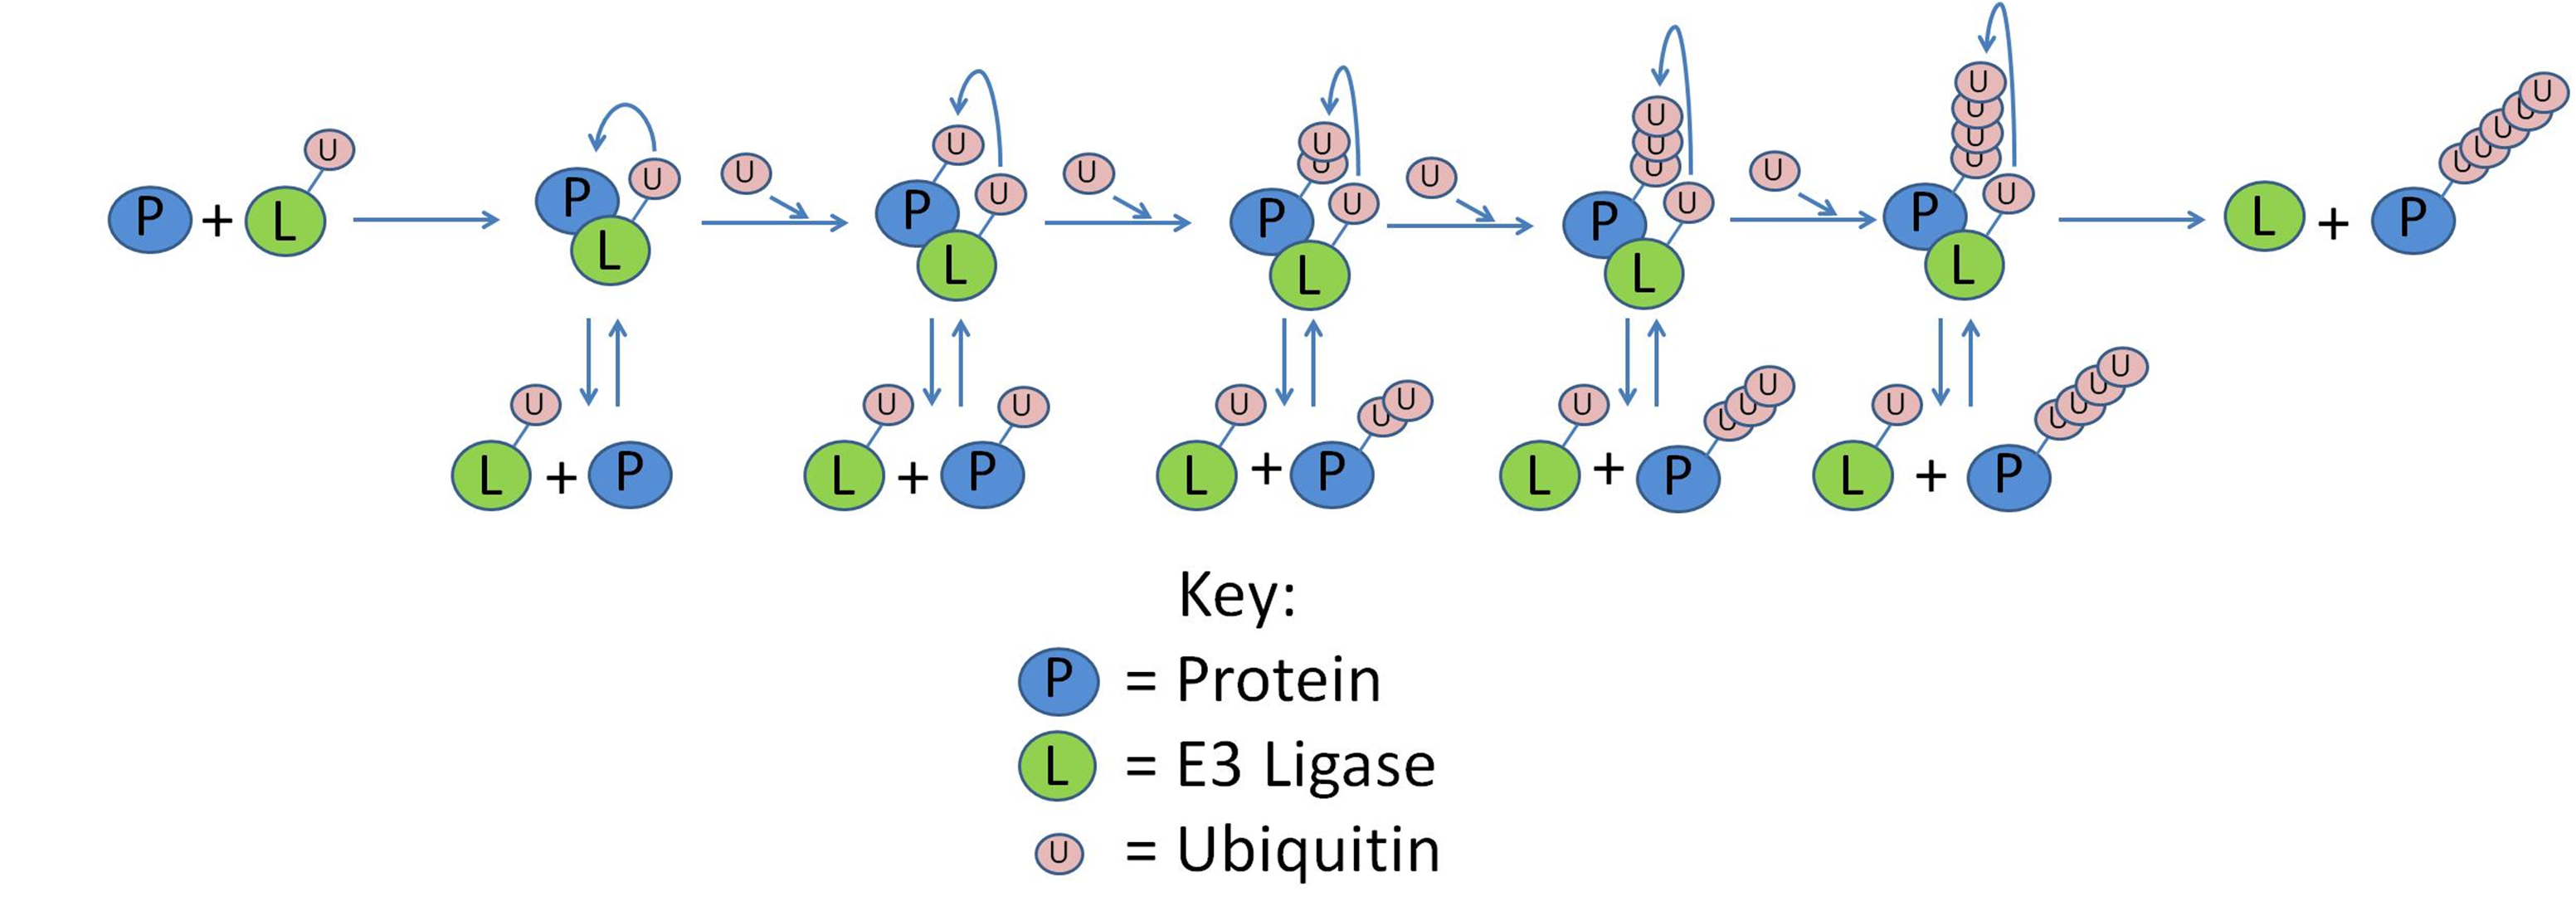 P + L U
P L U
U
P U L U
U
P U U L U
U
P U U U L U
U
P U U U U L U
L + P U U U U U
L U + P
L U + P U
L U + P U U
L U + P U U U
L U + P U U U U
Key:
P = Protein
L = E3 Ligase
U = Ubiquitin